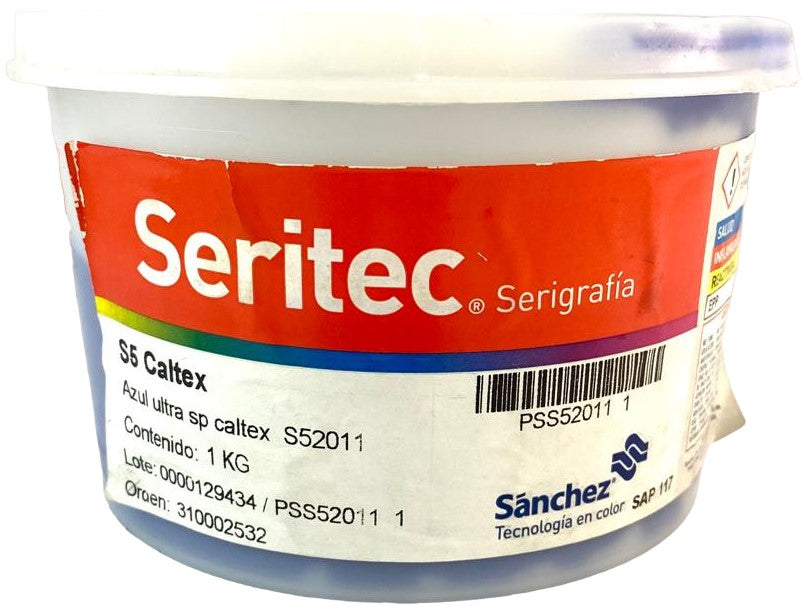 Seritec® Serigrafía
S5 Caltex
Azul ultra sp caltex S52011
Contenido: 1 KG
Lote: 0000129434 / PSS52011 1
Orden: 310002532
PSS52011 1
Sánchez
Tecnología en color SAP 117
SALUD
EPP